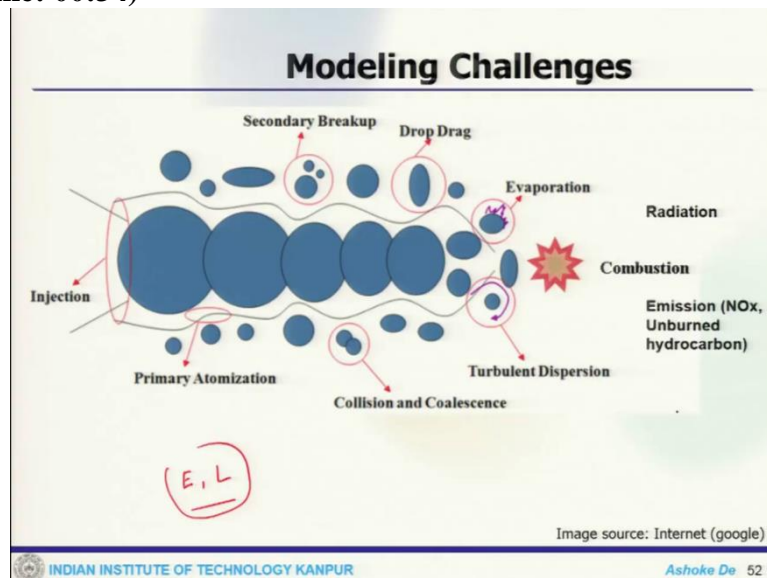 Modeling Challenges
Secondary Breakup
Drop Drag
Evaporation
Radiation
Combustion
Injection
Emission (NOx,
Unburned
hydrocarbon)
Primary Atomization
Turbulent Dispersion
Collision and Coalescence
E, L
Image source: Internet (google)
INDIAN INSTITUTE OF TECHNOLOGY KANPUR
Ashoke De 52